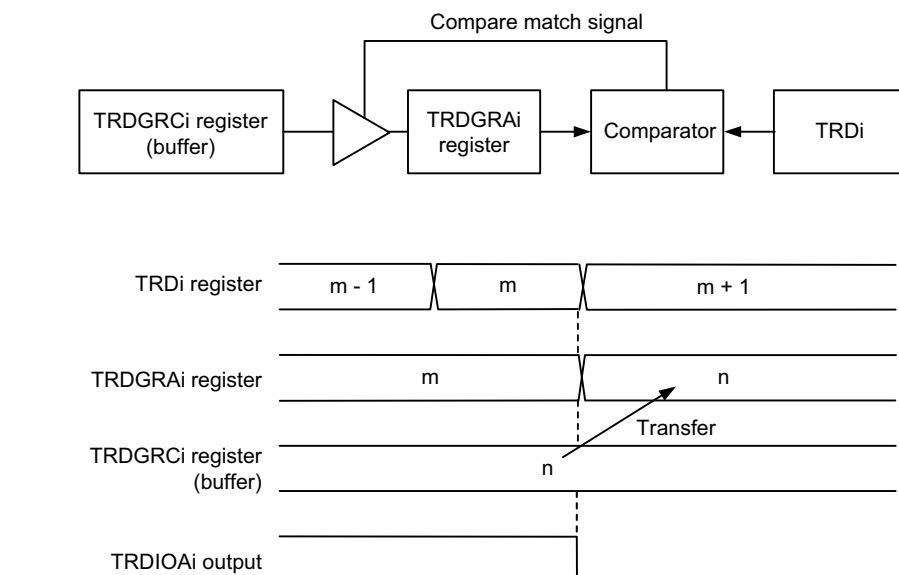 Compare match signal
TRDGRCi register
(buffer)
TRDGRAi
register
Comparator
TRDi
TRDi register
m - 1
m
m + 1
TRDGRAi register
m
n
Transfer
TRDGRCi register
(buffer)
n
TRDIOAi output